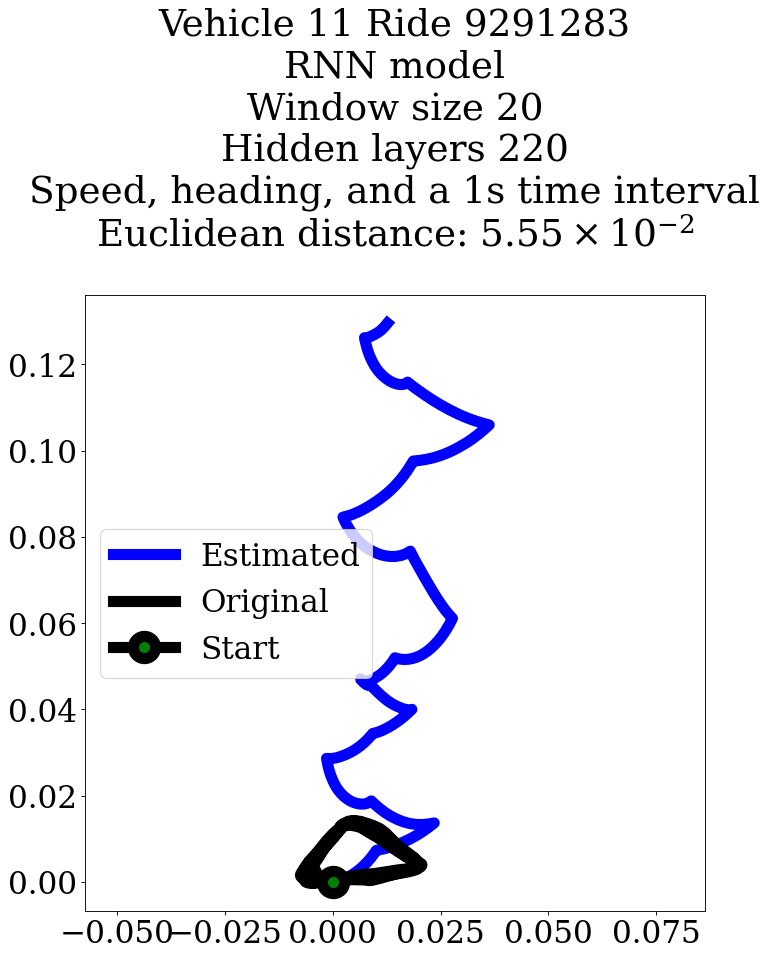 Vehicle 11 Ride 9291283
RNN model
Window size 20
Hidden layers 220
Speed, heading, and a 1s time interval
Euclidean distance: 5.55 × 10⁻²
0.12
0.10
0.08
0.06
0.04
0.02
0.00
Estimated
Original
Start
−0.050 −0.025 0.000 0.025 0.050 0.075